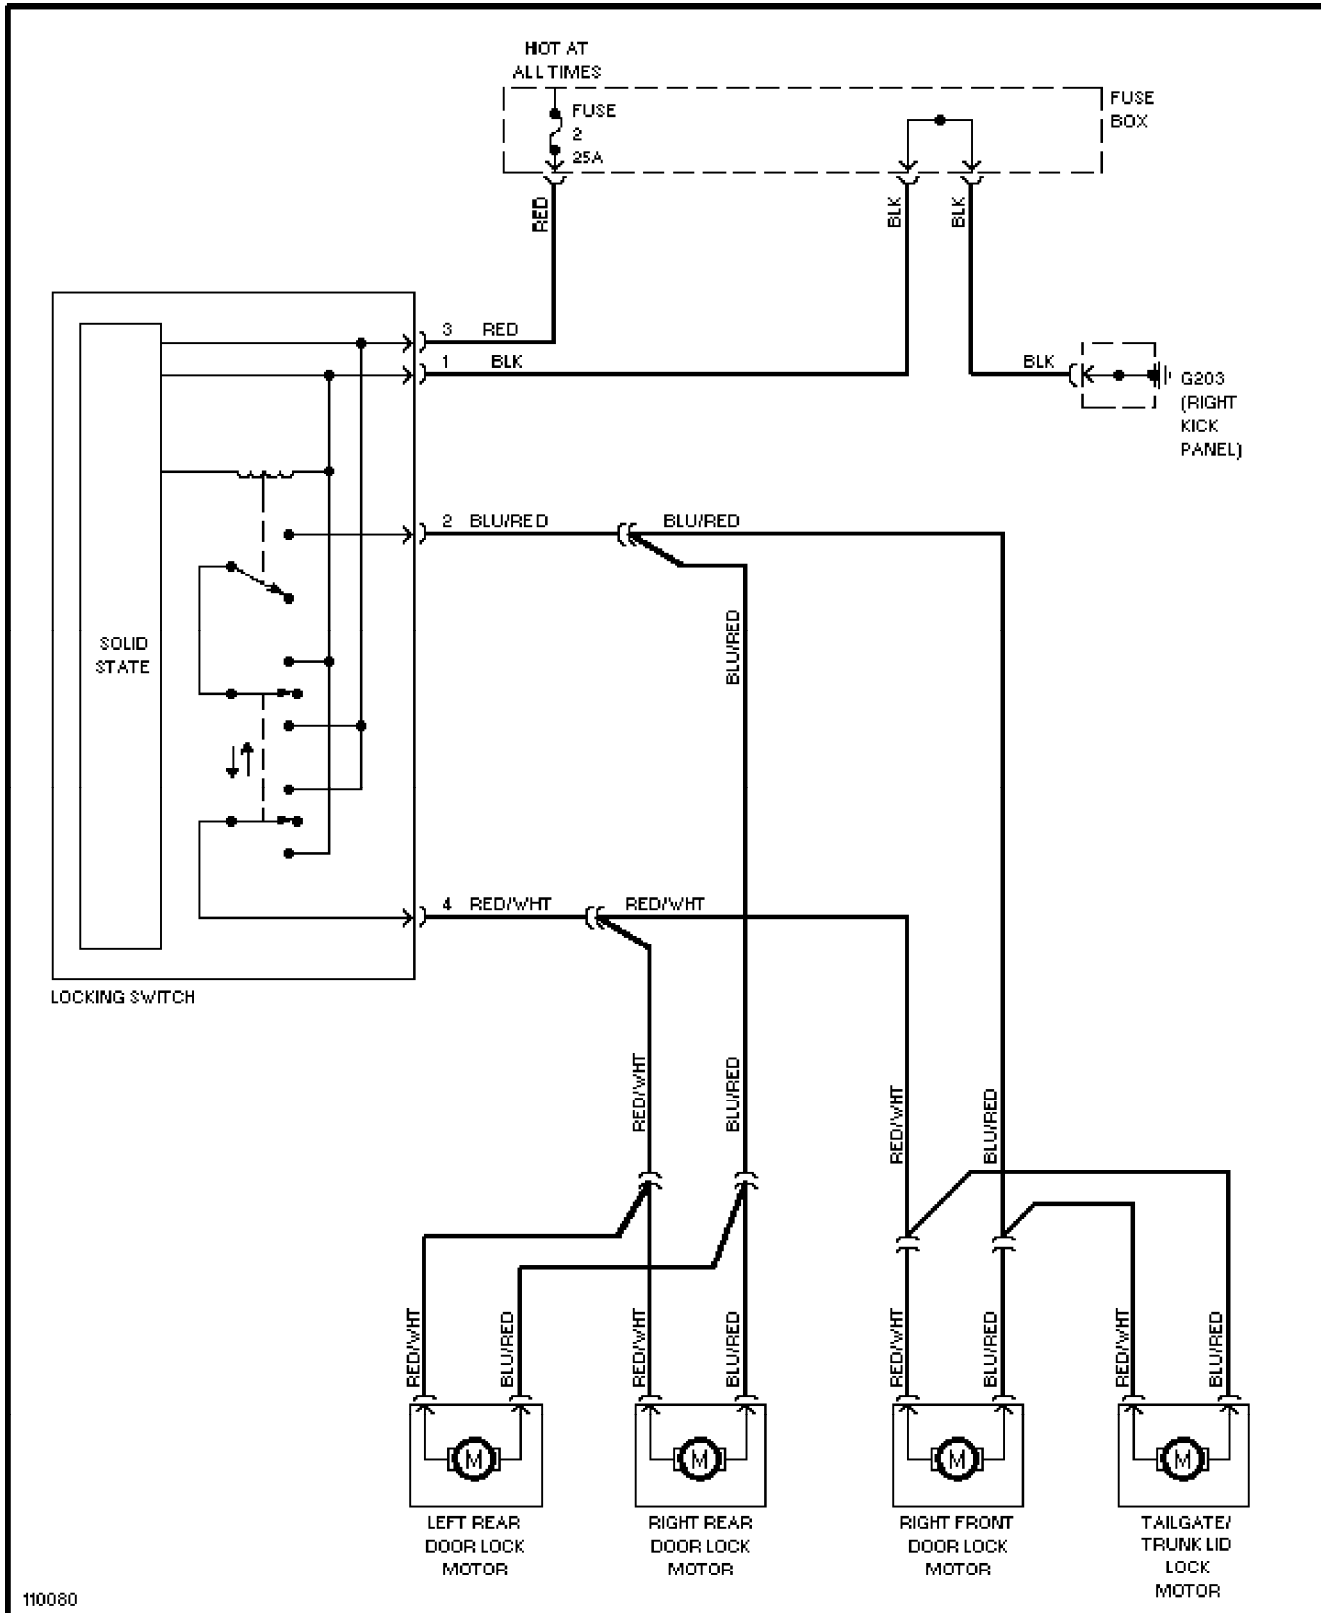 HOT AT
ALL TIMES
FUSE
2
25A
FUSE
BOX
RED
BLK
BLK
3 RED
1 BLK
BLK
G203
(RIGHT
KICK
PANEL)
2 BLU/RED
BLU/RED
BLU/RED
SOLID
STATE
4 RED/WHT
RED/WHT
LOCKING SWITCH
RED/WHT
BLU/RED
RED/WHT
BLU/RED
RED/WHT
BLU/RED
RED/WHT
BLU/RED
RED/WHT
BLU/RED
RED/WHT
BLU/RED
M
M
M
M
LEFT REAR
DOOR LOCK
MOTOR
RIGHT REAR
DOOR LOCK
MOTOR
RIGHT FRONT
DOOR LOCK
MOTOR
TAILGATE/
TRUNK LID
LOCK
MOTOR
110080